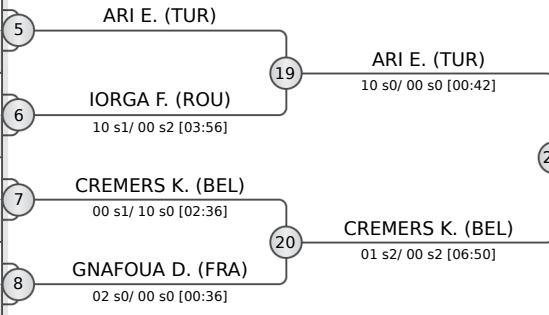 ARI E. (TUR)
5
19
ARI E. (TUR)
10 s0/ 00 s0 [00:42]
IORGA F. (ROU)
6
10 s1/ 00 s2 [03:56]
CREMERS K. (BEL)
7
00 s1/ 10 s0 [02:36]
20
CREMERS K. (BEL)
01 s2/ 00 s2 [06:50]
GNAFOUA D. (FRA)
8
02 s0/ 00 s0 [00:36]